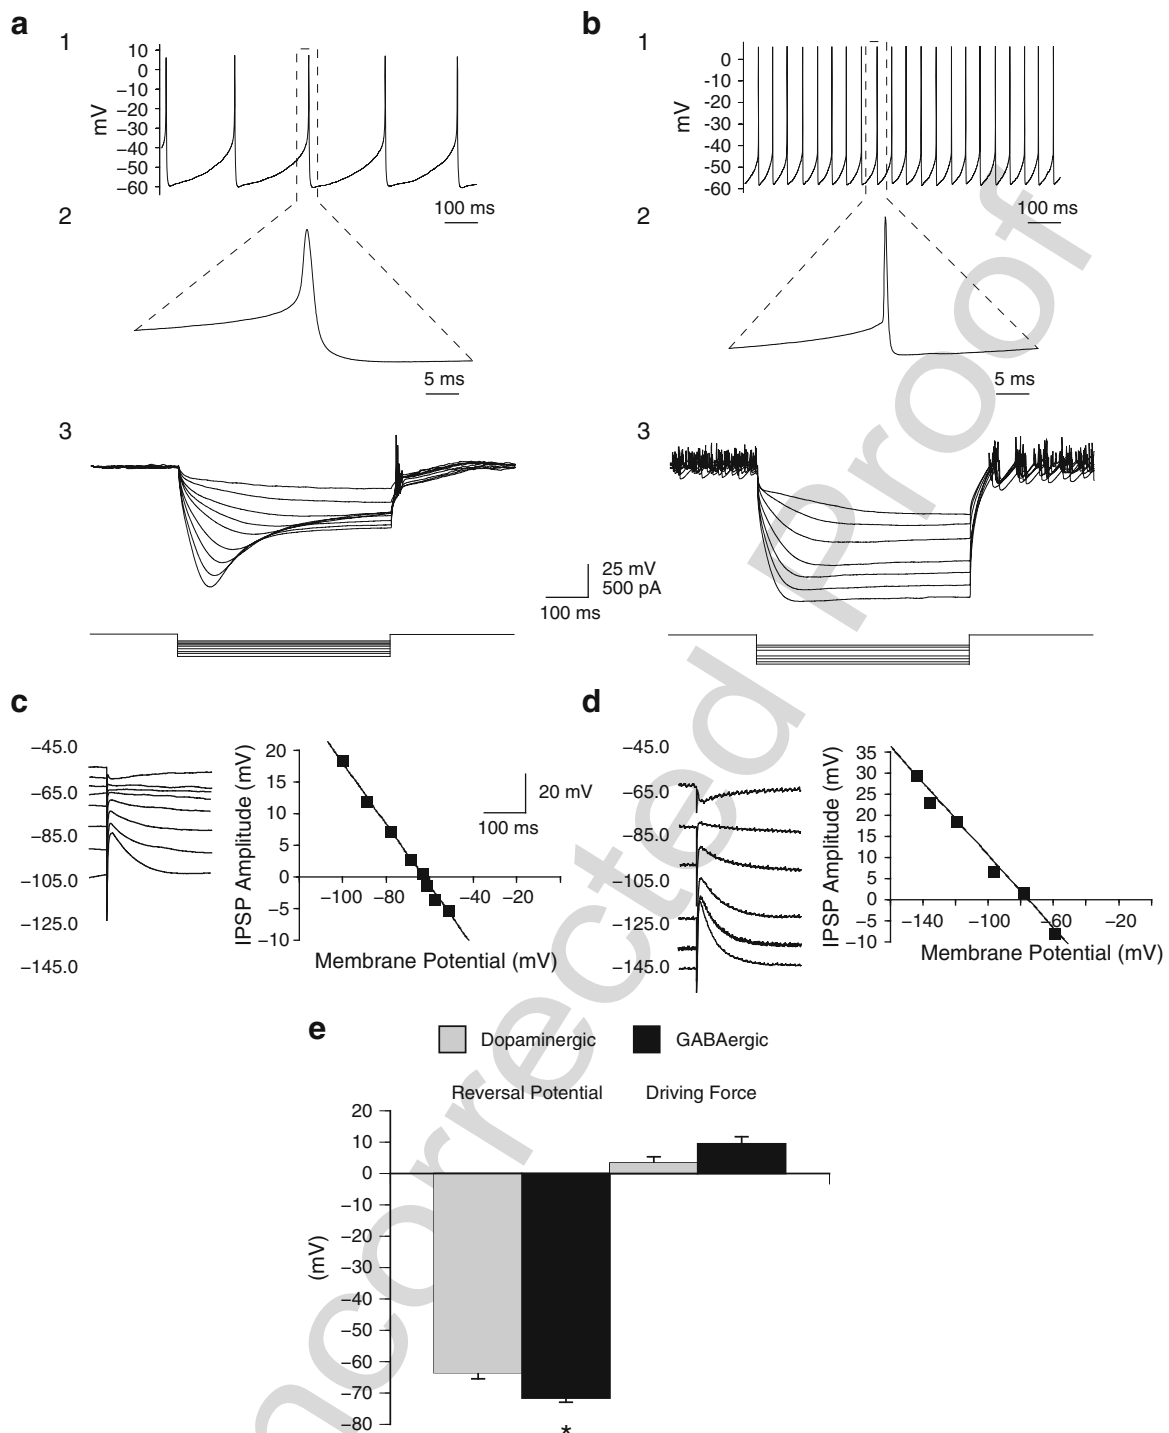 a
1
10
0
−10
−20
−30
−40
−50
−60
mV
100 ms
2
5 ms
3
b
1
0
-10
-20
-30
-40
-50
-60
mV
100 ms
2
5 ms
3
25 mV
500 pA
100 ms
c
−45.0
−65.0
−85.0
−105.0
−125.0
−145.0
IPSP Amplitude (mV)
20
15
10
5
0
−5
−10
−100
−60
−40
−20
Membrane Potential (mV)
20 mV
100 ms
d
−45.0
−65.0
−85.0
−105.0
−125.0
−145.0
IPSP Amplitude (mV)
35
30
25
20
15
10
5
0
−5
−10
−140
−100
−60
−20
Membrane Potential (mV)
e
Dopaminergic
GABAergic
Reversal Potential
Driving Force
20
10
0
−10
−20
−30
−40
−50
−60
−70
−80
(mV)
*
ncorrected Proof